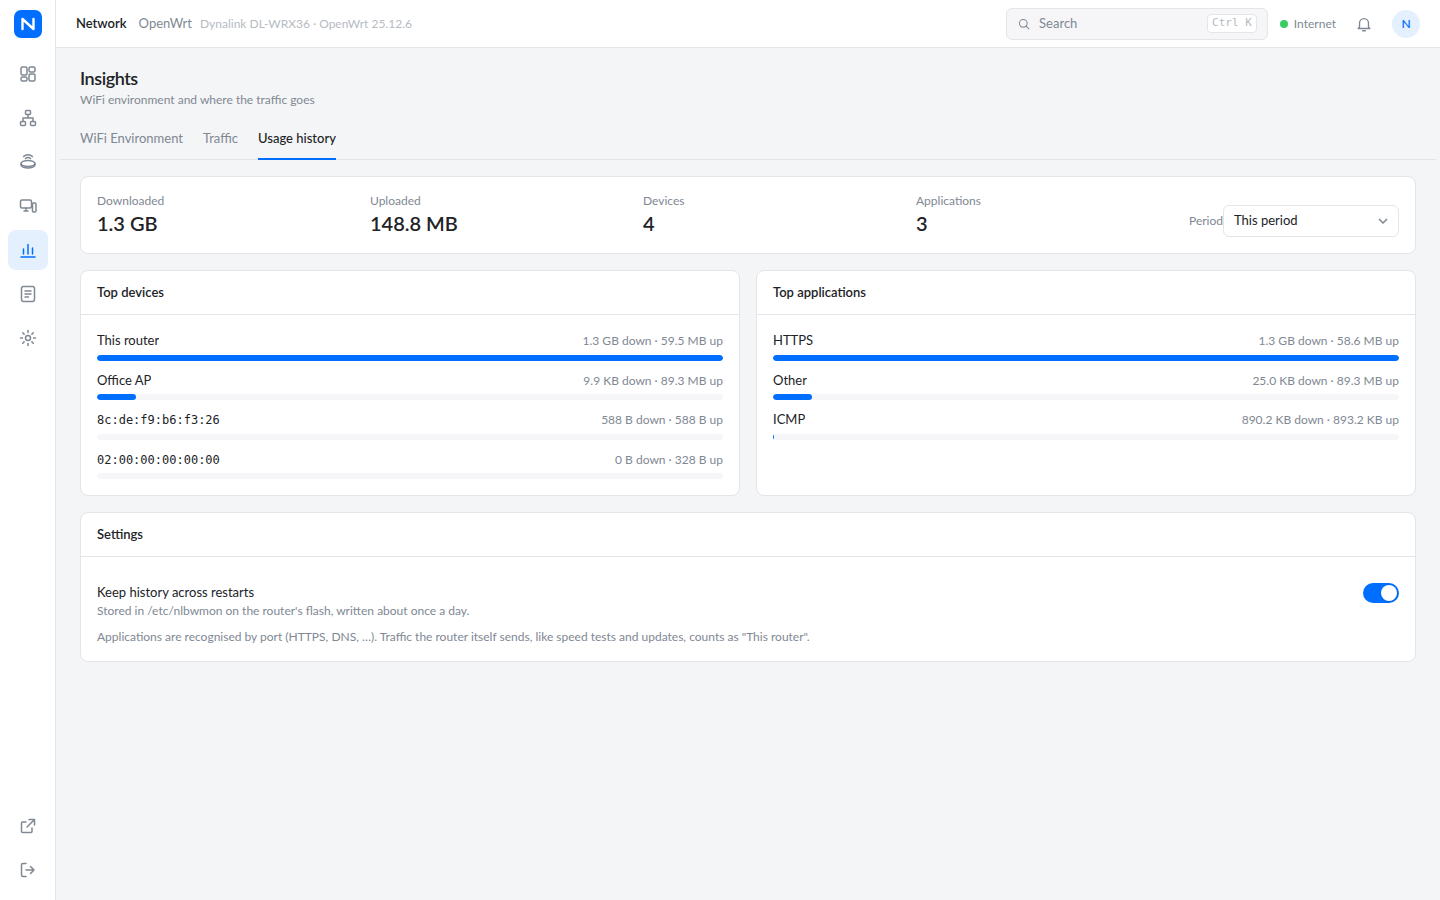 Network OpenWrt Dynalink DL-WRX36 · OpenWrt 25.12.6
Search Ctrl K
Internet
N
Insights
WiFi environment and where the traffic goes
WiFi Environment Traffic Usage history
Downloaded Uploaded Devices Applications
1.3 GB 148.8 MB 4 3
Period This period
Top devices
This router 1.3 GB down · 59.5 MB up
Office AP 9.9 KB down · 89.3 MB up
8c:de:f9:b6:f3:26 588 B down · 588 B up
02:00:00:00:00:00 0 B down · 328 B up
Top applications
HTTPS 1.3 GB down · 58.6 MB up
Other 25.0 KB down · 89.3 MB up
ICMP 890.2 KB down · 893.2 KB up
Settings
Keep history across restarts
Stored in /etc/nlbwmon on the router's flash, written about once a day.
Applications are recognised by port (HTTPS, DNS, ...). Traffic the router itself sends, like speed tests and updates, counts as "This router".